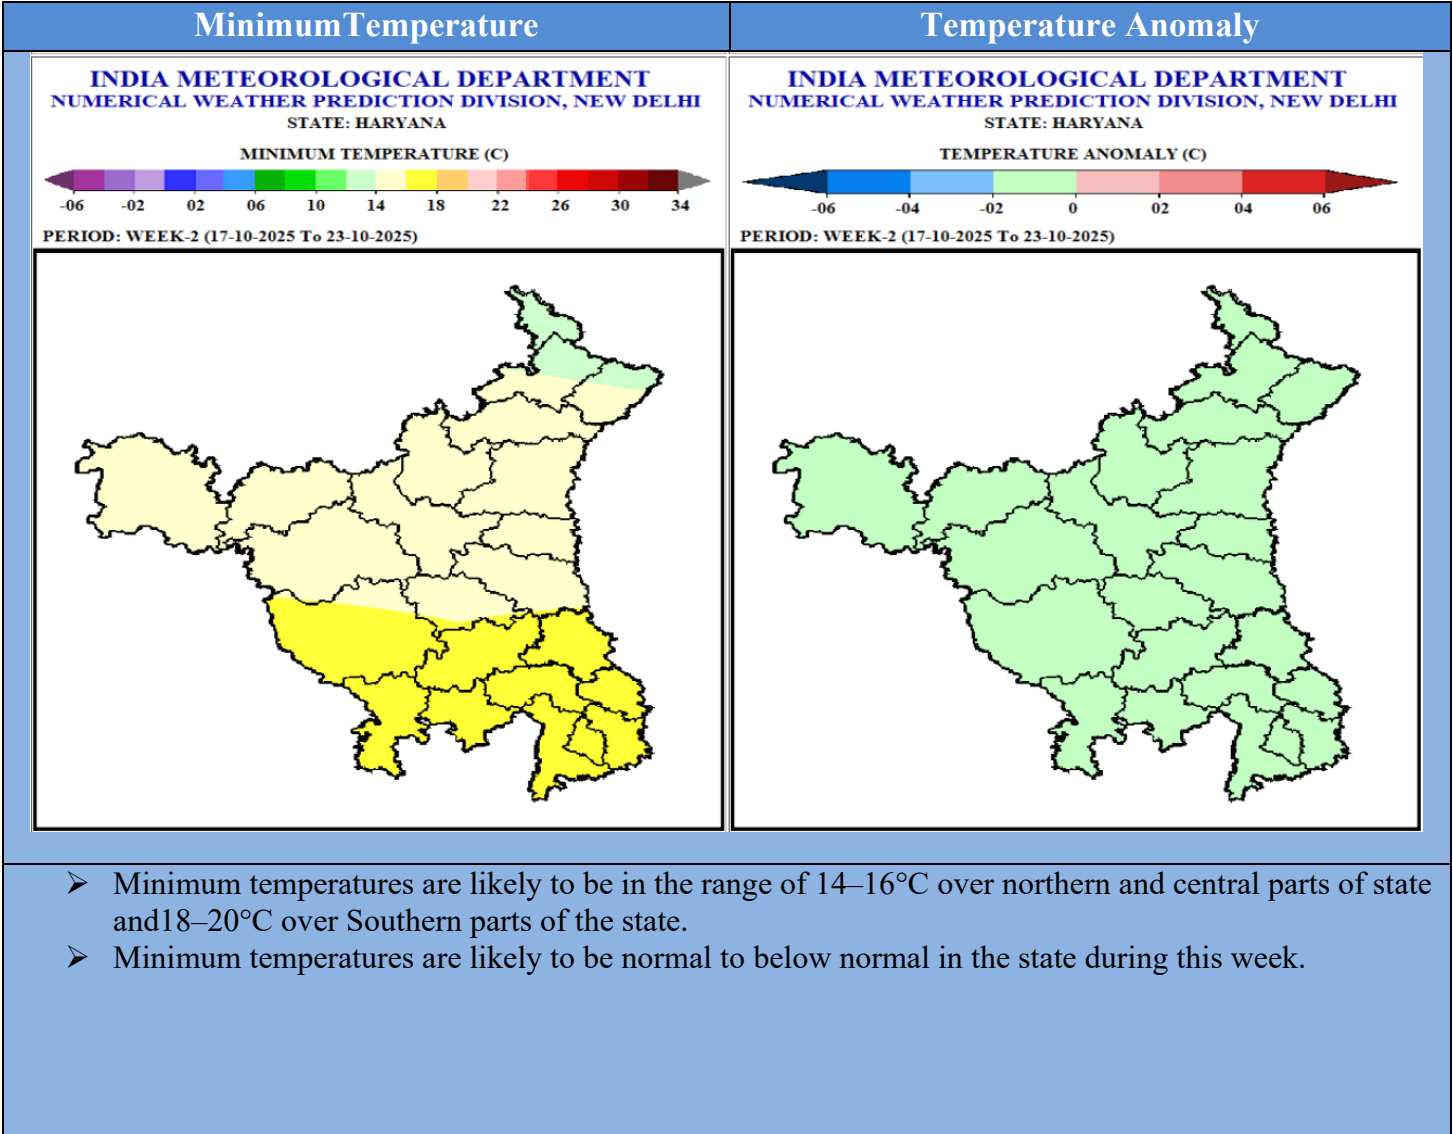 MinimumTemperature
Temperature Anomaly
INDIA METEOROLOGICAL DEPARTMENT
NUMERICAL WEATHER PREDICTION DIVISION, NEW DELHI
STATE: HARYANA
MINIMUM TEMPERATURE (C)
-06 -02 02 06 10 14 18 22 26 30 34
PERIOD: WEEK-2 (17-10-2025 To 23-10-2025)
INDIA METEOROLOGICAL DEPARTMENT
NUMERICAL WEATHER PREDICTION DIVISION, NEW DELHI
STATE: HARYANA
TEMPERATURE ANOMALY (C)
-06 -04 -02 0 02 04 06
PERIOD: WEEK-2 (17-10-2025 To 23-10-2025)
➢ Minimum temperatures are likely to be in the range of 14–16°C over northern and central parts of state
and18–20°C over Southern parts of the state.
➢ Minimum temperatures are likely to be normal to below normal in the state during this week.